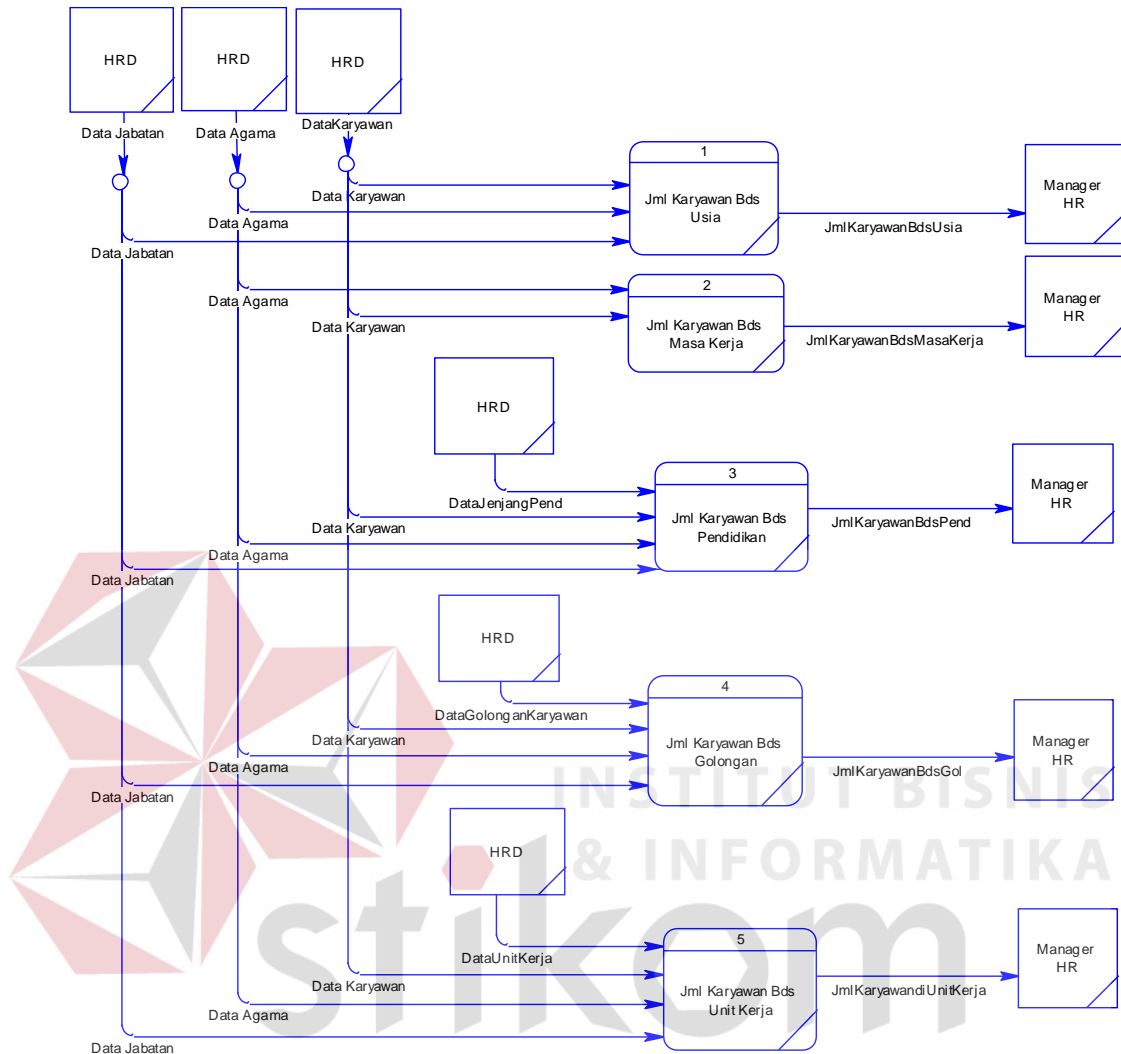 HRD
HRD
HRD
Data Jabatan
Data Agama
DataKaryawan
1
Jml Karyawan Bds
Usia
Data Karyawan
Data Agama
Data Jabatan
JmlKaryawanBdsUsia
Manager
HR
2
Jml Karyawan Bds
Masa Kerja
Data Agama
Data Karyawan
JmlKaryawanBdsMasaKerja
Manager
HR
HRD
DataJenjangPend
3
Jml Karyawan Bds
Pendidikan
Data Karyawan
Data Agama
Data Jabatan
JmlKaryawanBdsPend
Manager
HR
HRD
DataGolonganKaryawan
4
Jml Karyawan Bds
Golongan
Data Karyawan
Data Agama
Data Jabatan
JmlKaryawanBdsGol
Manager
HR
INSTITUT BISNIS
& INFORMATIKA
stikom
HRD
DataUnitKerja
5
Jml Karyawan Bds
Unit Kerja
Data Karyawan
Data Agama
Data Jabatan
JmlKaryawandiUnitKerja
Manager
HR